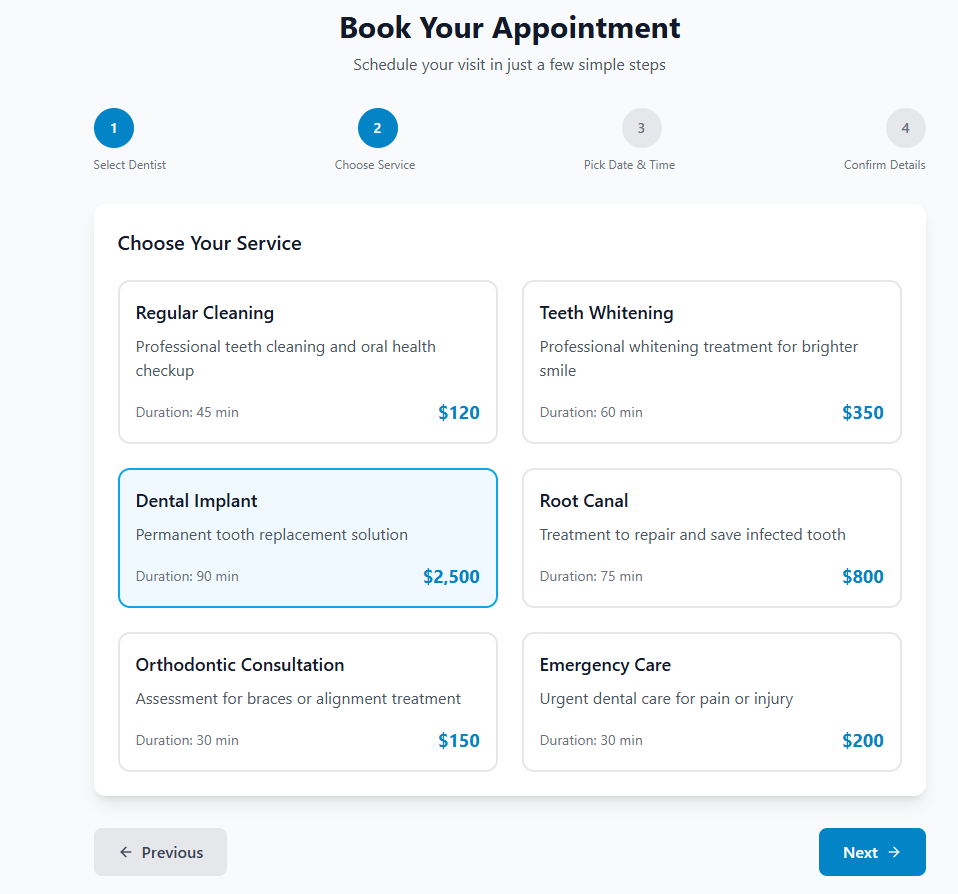 Book Your Appointment
Schedule your visit in just a few simple steps
1
2
3
4
Select Dentist
Choose Service
Pick Date & Time
Confirm Details
Choose Your Service
Regular Cleaning
Professional teeth cleaning and oral health
checkup
Duration: 45 min
$120
Teeth Whitening
Professional whitening treatment for brighter
smile
Duration: 60 min
$350
Dental Implant
Permanent tooth replacement solution
Duration: 90 min
$2,500
Root Canal
Treatment to repair and save infected tooth
Duration: 75 min
$800
Orthodontic Consultation
Assessment for braces or alignment treatment
Duration: 30 min
$150
Emergency Care
Urgent dental care for pain or injury
Duration: 30 min
$200
← Previous
Next →